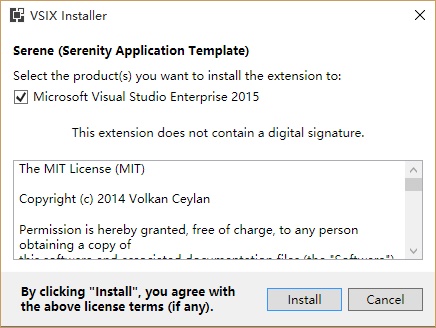 VSIX Installer
Serene (Serenity Application Template)
Select the product(s) you want to install the extension to:
Microsoft Visual Studio Enterprise 2015
This extension does not contain a digital signature.
The MIT License (MIT)
Copyright (c) 2014 Volkan Ceylan
Permission is hereby granted, free of charge, to any person
obtaining a copy of
this software and associated documentation files (the "Software")
By clicking "Install", you agree with
the above license terms (if any).
Install
Cancel